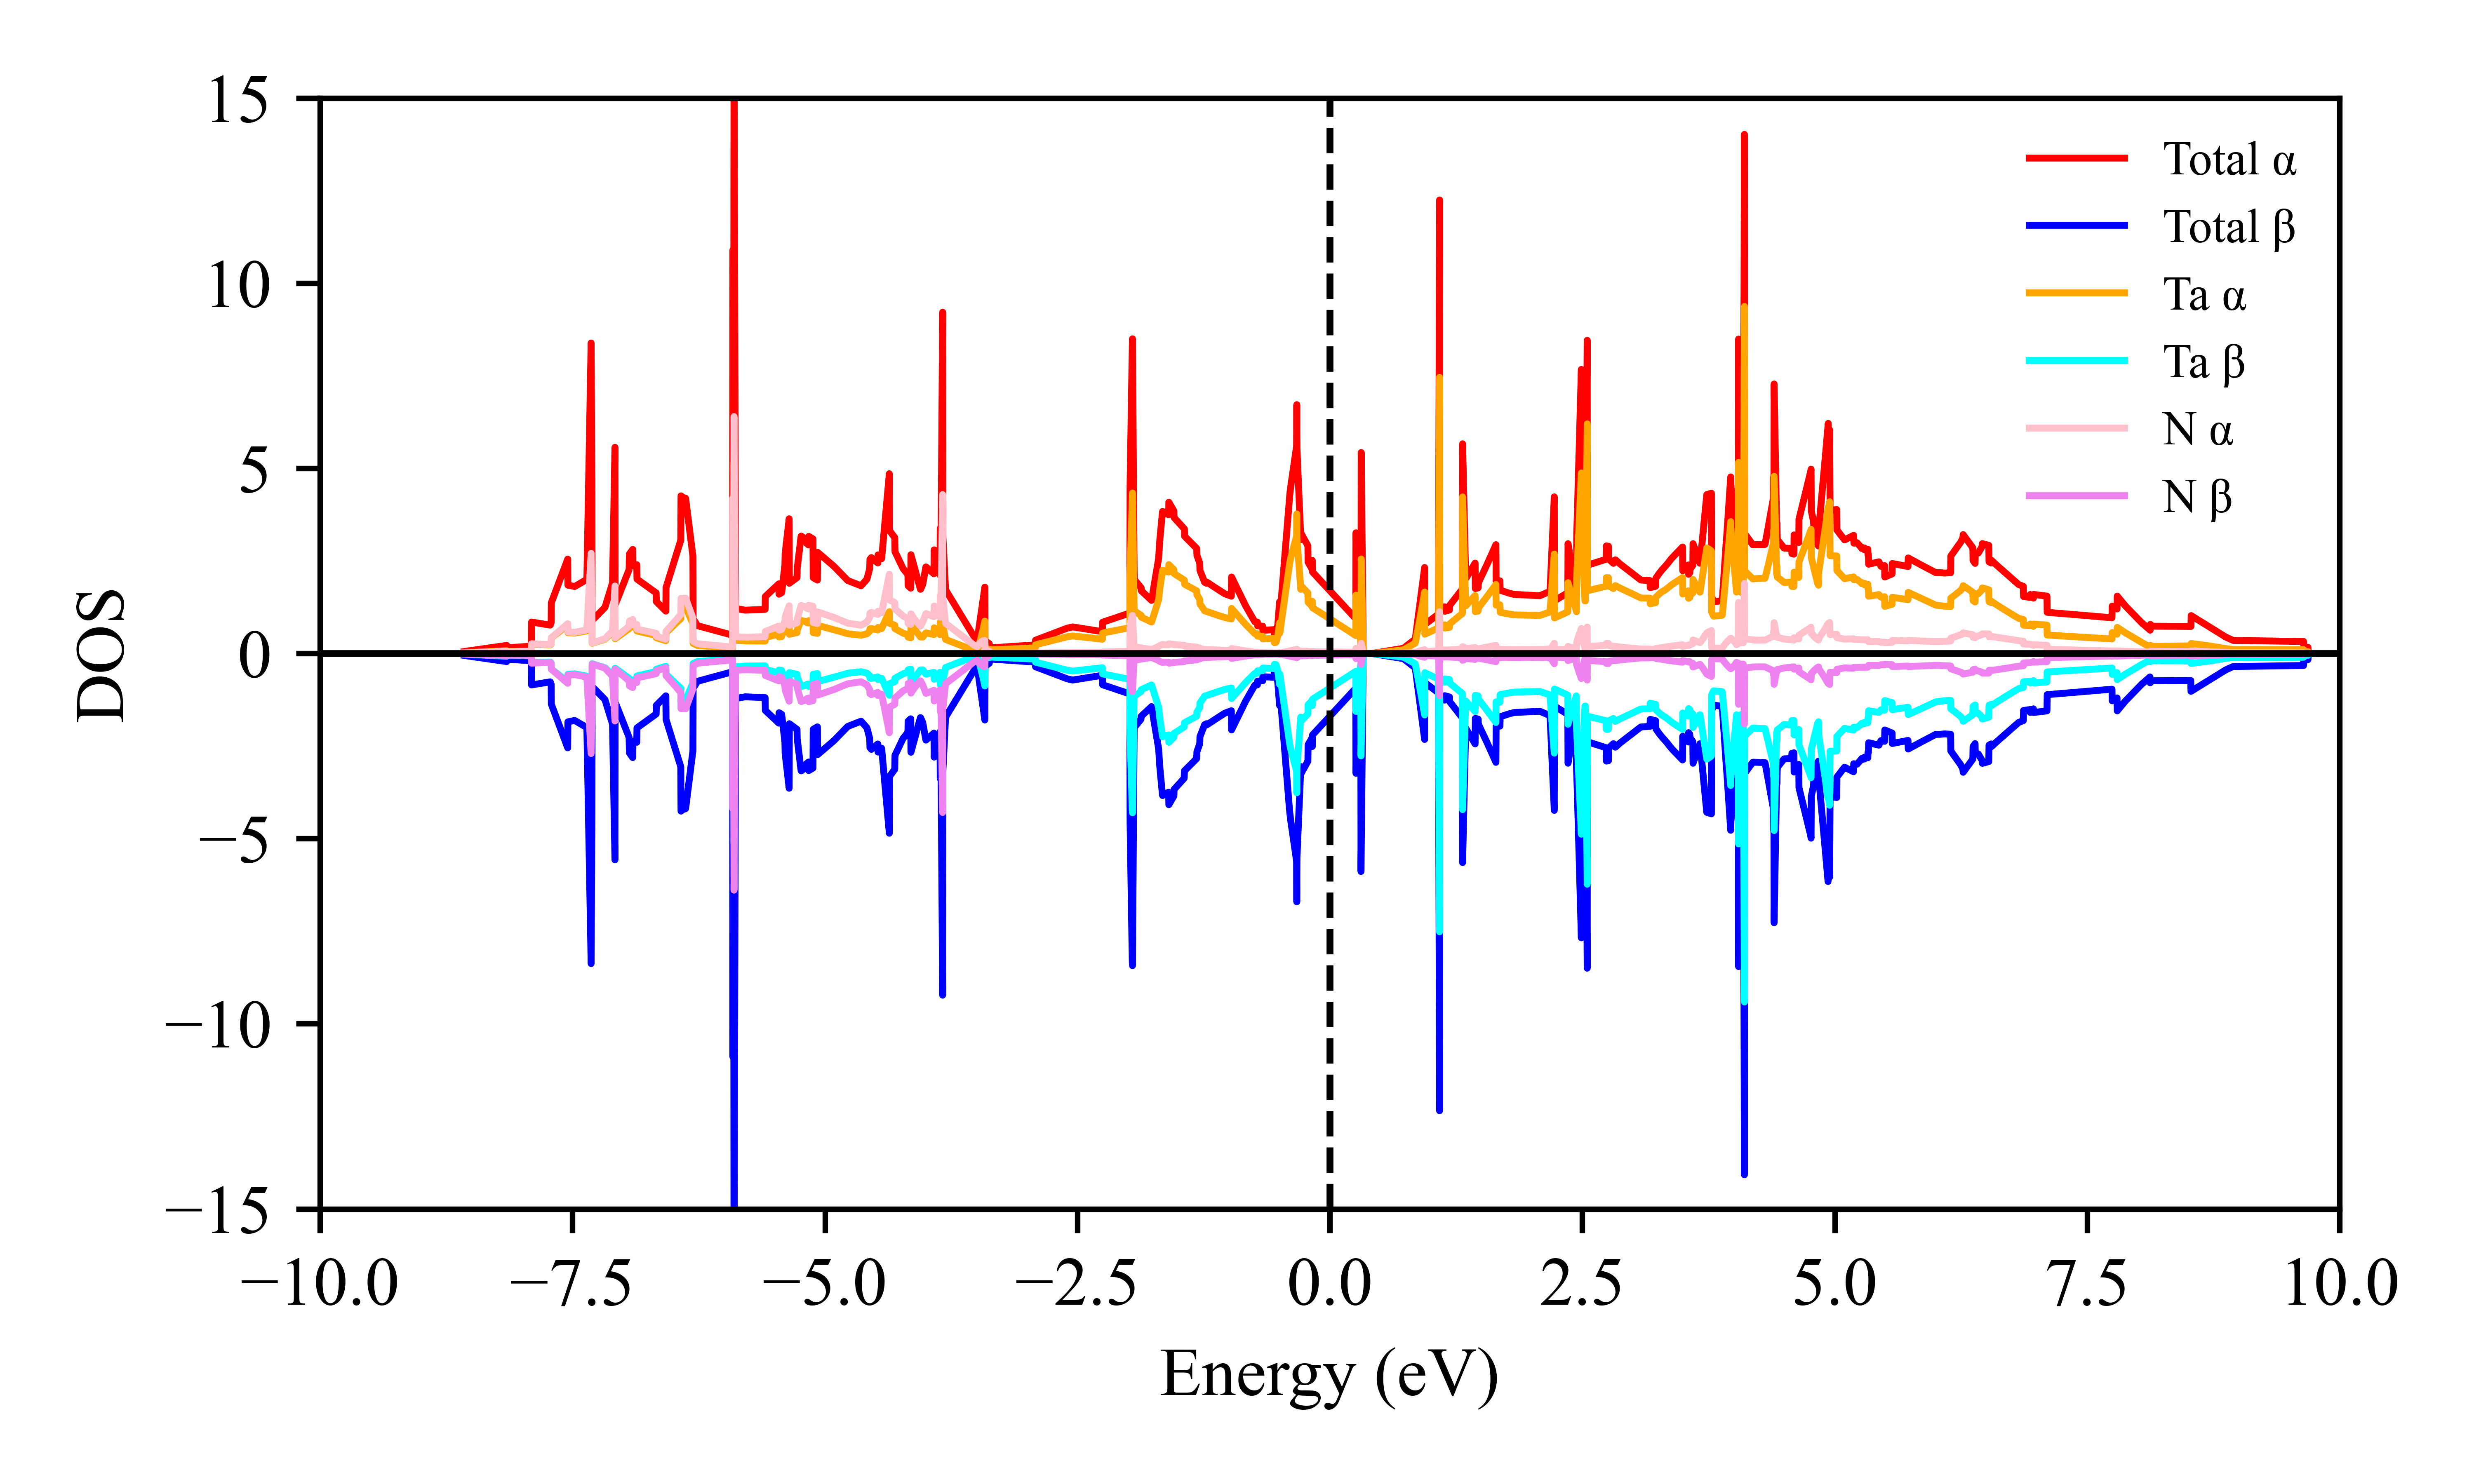 15
10
5
0
−5
−10
−15
DOS
−10.0 −7.5 −5.0 −2.5 0.0 2.5 5.0 7.5 10.0
Energy (eV)
Total α
Total β
Ta α
Ta β
N α
N β